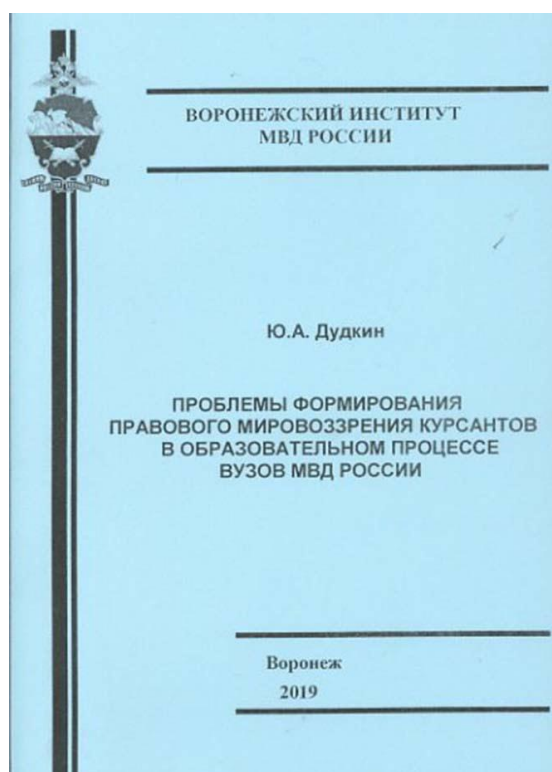 ВОРОНЕЖСКИЙ ИНСТИТУТ
МВД РОССИИ
Ю.А. Дудкин
ПРОБЛЕМЫ ФОРМИРОВАНИЯ
ПРАВОВОГО МИРОВОЗЗРЕНИЯ КУРСАНТОВ
В ОБРАЗОВАТЕЛЬНОМ ПРОЦЕССЕ
ВУЗОВ МВД РОССИИ
Воронеж
2019